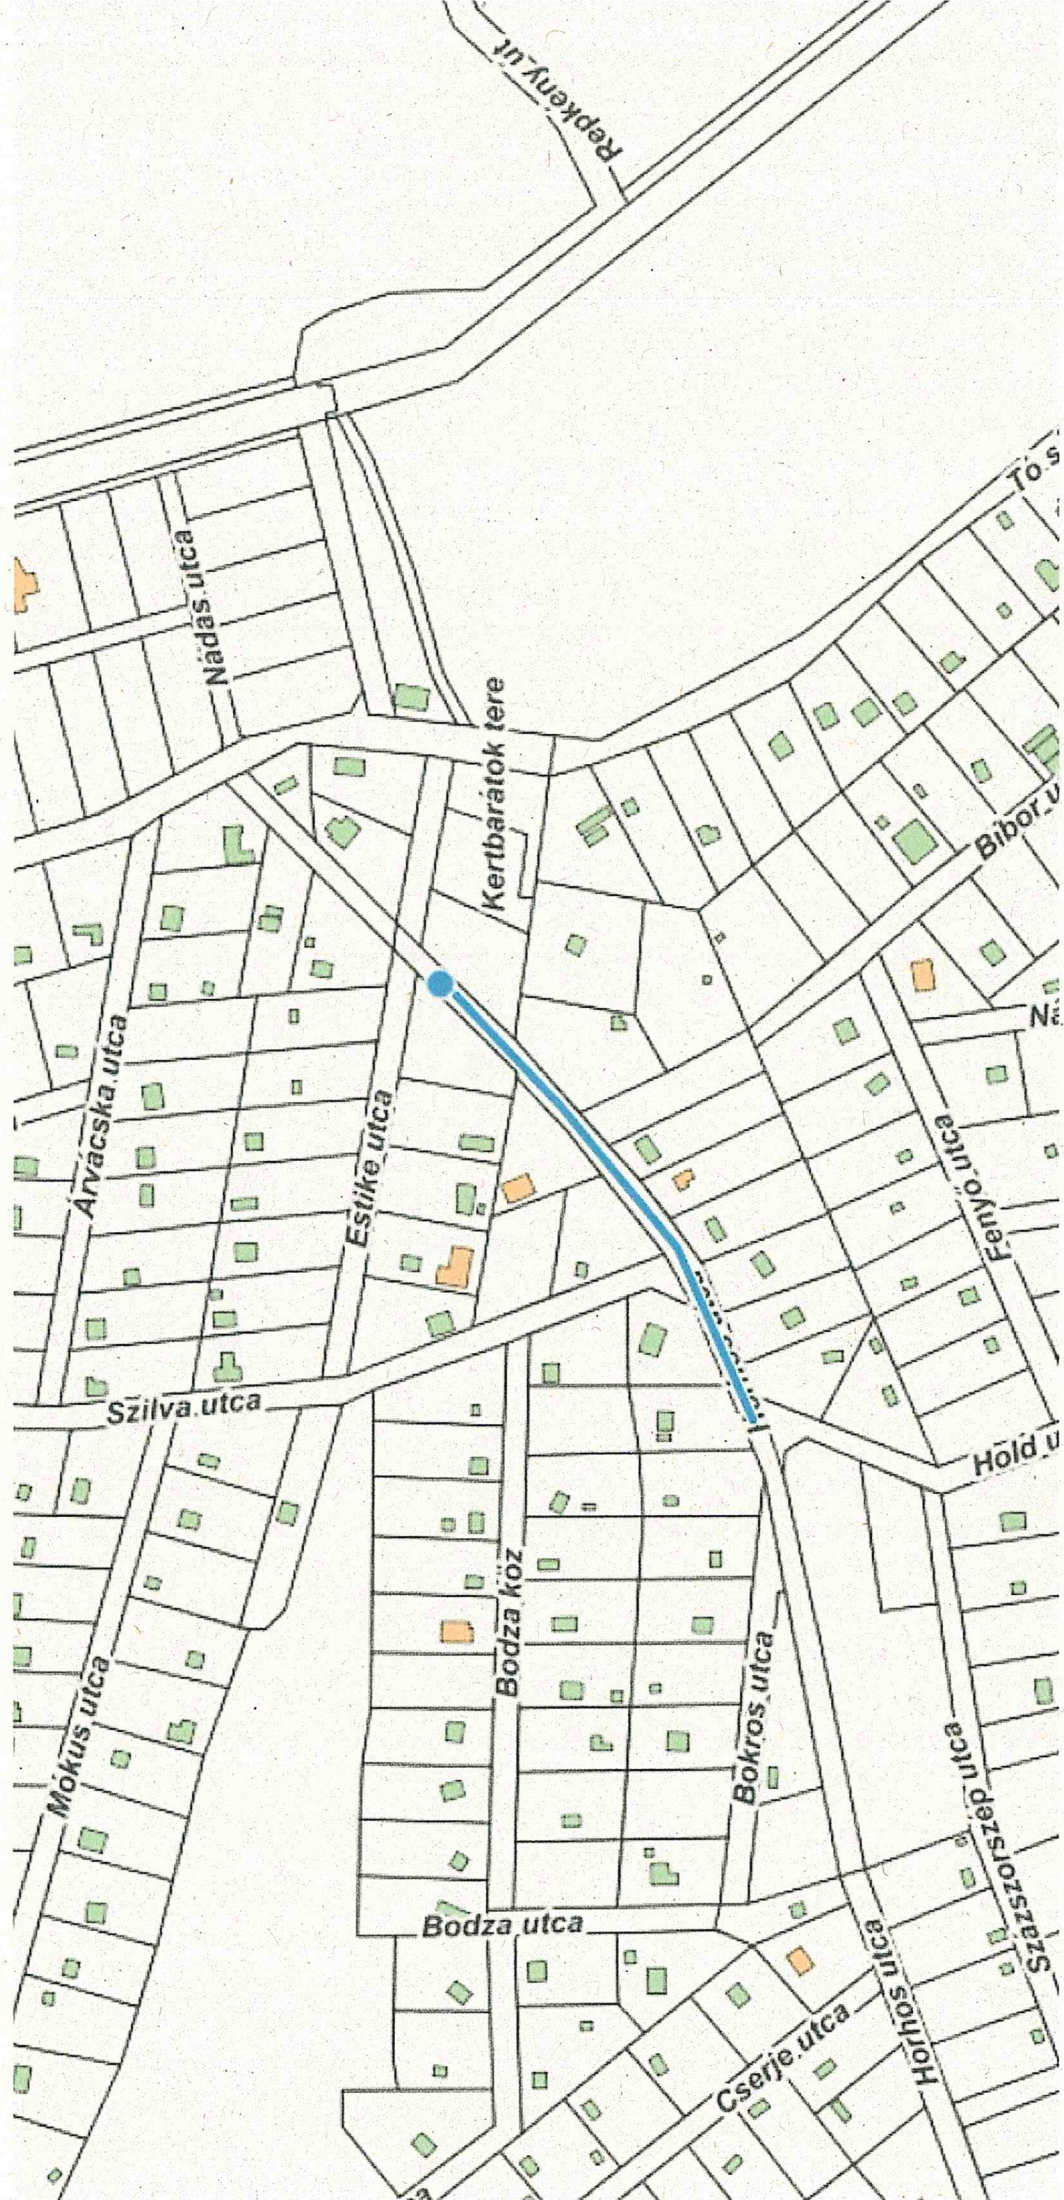 Repkény út
Tó s
Nádas utca
Kertbarátok tere
Bíbor u
Ná
Árvácska utca
Estike utca
Fenyő utca
Szilva utca
Hold u
Bodza köz
Bokros utca
Mókus utca
Százszorszép utca
Bodza utca
Horhos utca
Cserje utca